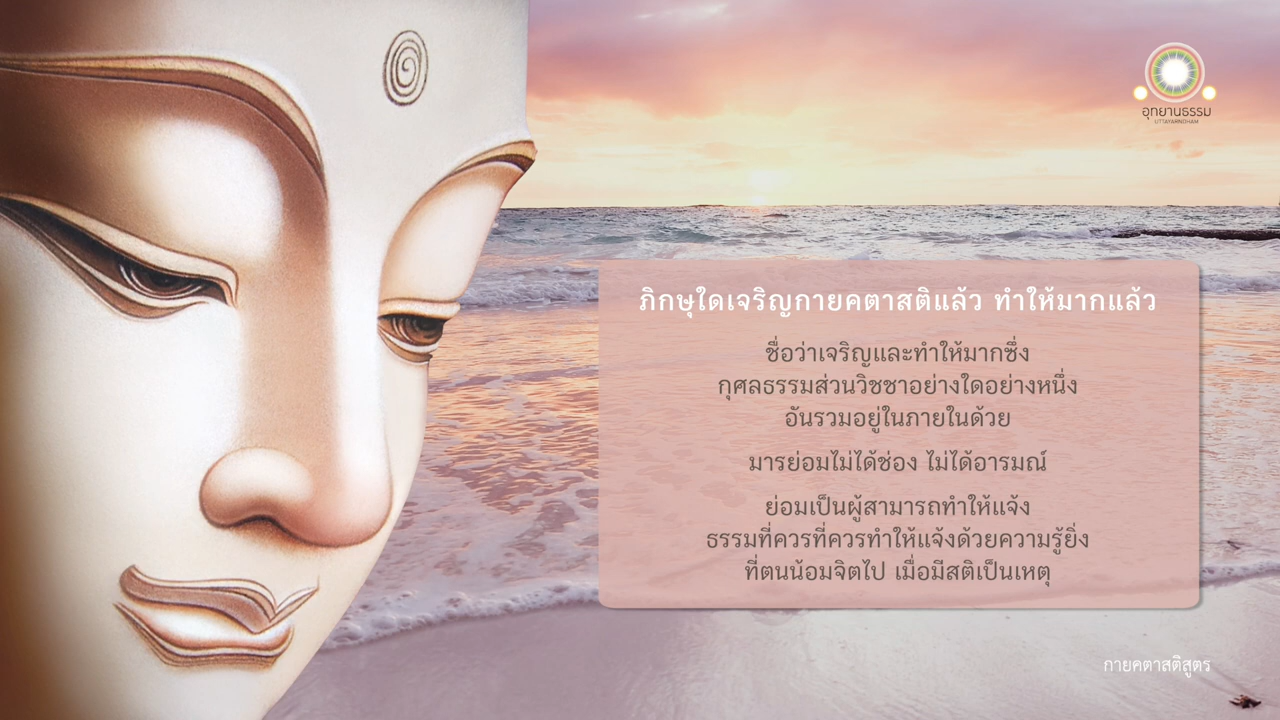 อุทยานธรรม
UTTAYARNDHAM
ภิกษุใดเจริญกายคตาสติแล้ว ทำให้มากแล้ว
ชื่อว่าเจริญและทำให้มากซึ่ง
กุศลธรรมส่วนวิชชาอย่างใดอย่างหนึ่ง
อันรวมอยู่ในภายในด้วย
มารย่อมไม่ได้ช่อง ไม่ได้อารมณ์
ย่อมเป็นผู้สามารถทำให้แจ้ง
ธรรมที่ควรที่ควรทำให้แจ้งด้วยความรู้ยิ่ง
ที่ตนน้อมจิตไป เมื่อมีสติเป็นเหตุ
กายคตาสติสูตร